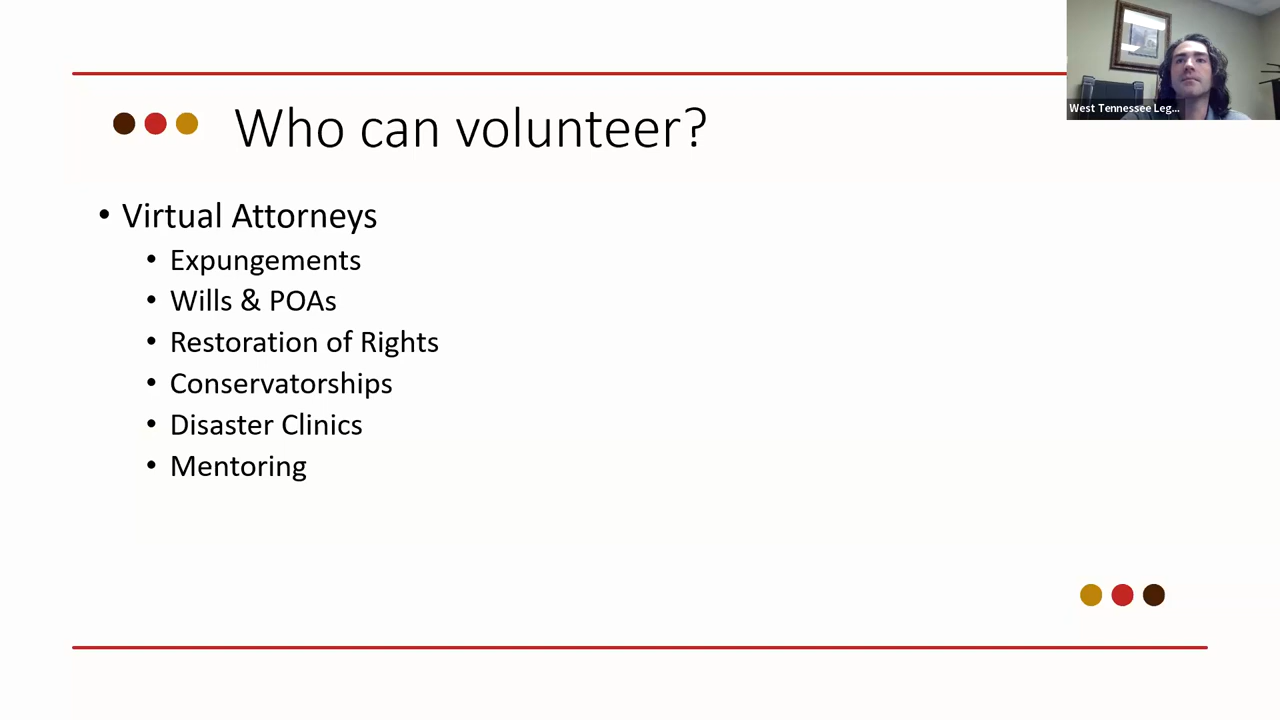 West Tennessee Leg...
Who can volunteer?
• Virtual Attorneys
• Expungements
• Wills & POAs
• Restoration of Rights
• Conservatorships
• Disaster Clinics
• Mentoring